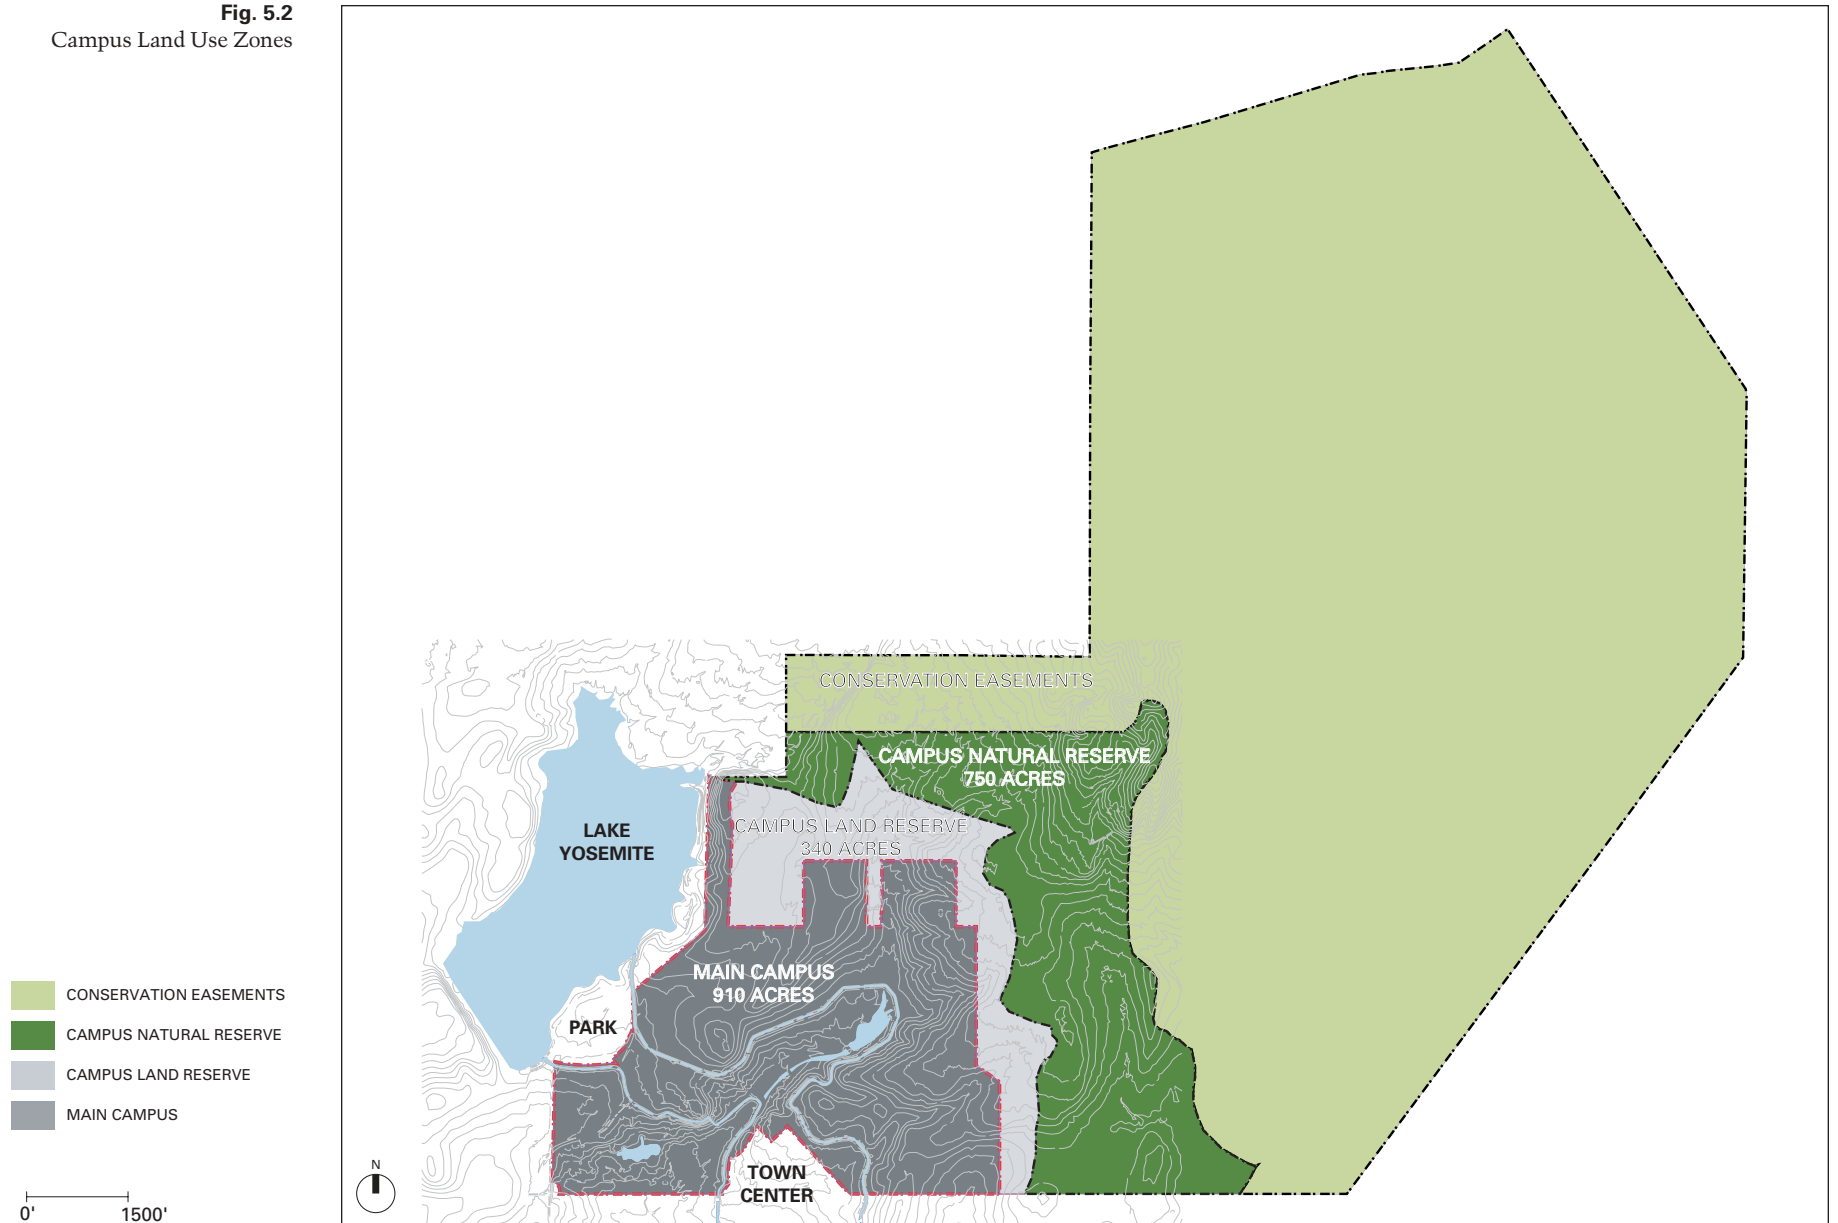 Fig. 5.2
Campus Land Use Zones
CONSERVATION EASEMENTS
CAMPUS NATURAL RESERVE
750 ACRES
CAMPUS LAND RESERVE
340 ACRES
LAKE
YOSEMITE
MAIN CAMPUS
910 ACRES
PARK
TOWN
CENTER
CONSERVATION EASEMENTS
CAMPUS NATURAL RESERVE
CAMPUS LAND RESERVE
MAIN CAMPUS
N
0' 1500'